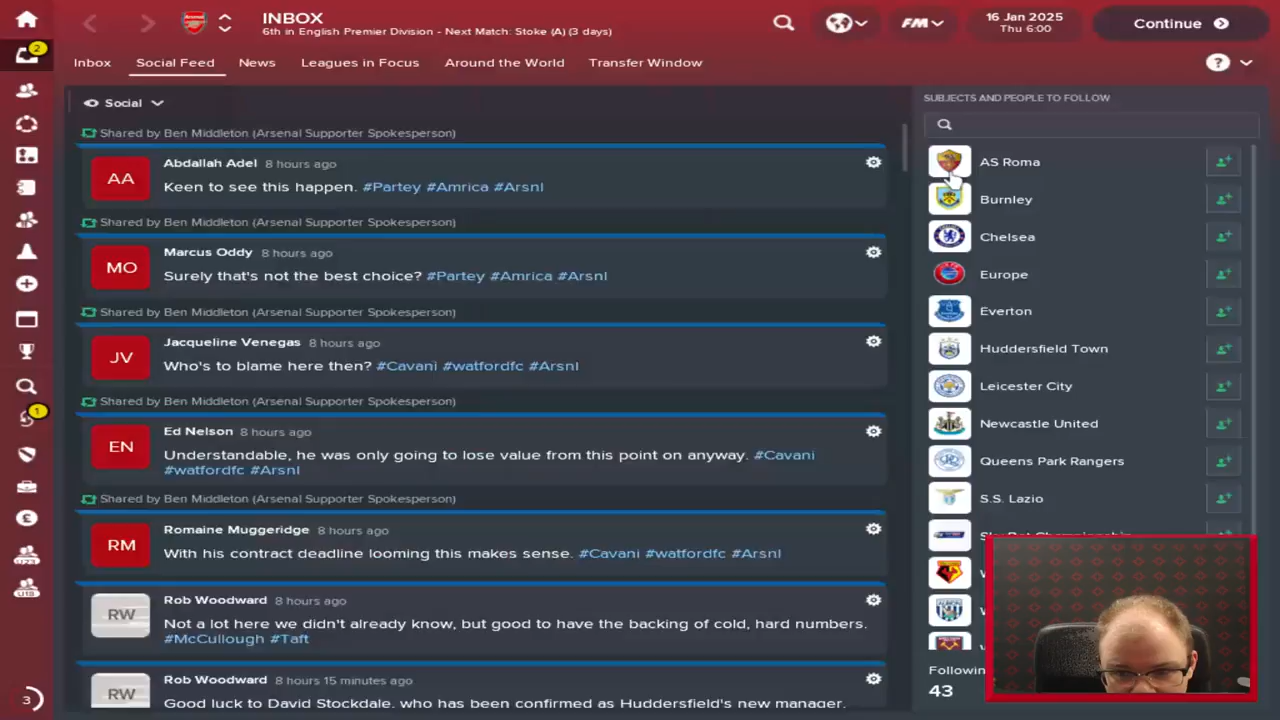 INBOX
6th in English Premier Division - Next Match: Stoke (A) (3 days)
FM
16 Jan 2025
Thu 6:00
Continue
2
Inbox
Social Feed
News
Leagues in Focus
Around the World
Transfer Window
?
Social
SUBJECTS AND PEOPLE TO FOLLOW
Shared by Ben Middleton (Arsenal Supporter Spokesperson)
AA
Abdallah Adel 8 hours ago
Keen to see this happen. #Partey #Amrica #Arsnl
Shared by Ben Middleton (Arsenal Supporter Spokesperson)
MO
Marcus Oddy 8 hours ago
Surely that's not the best choice? #Partey #Amrica #Arsnl
Shared by Ben Middleton (Arsenal Supporter Spokesperson)
JV
Jacqueline Venegas 8 hours ago
Who's to blame here then? #Cavani #watfordfc #Arsnl
Shared by Ben Middleton (Arsenal Supporter Spokesperson)
EN
Ed Nelson 8 hours ago
Understandable, he was only going to lose value from this point on anyway. #Cavani
#watfordfc #Arsnl
Shared by Ben Middleton (Arsenal Supporter Spokesperson)
RM
Romaine Muggeridge 8 hours ago
With his contract deadline looming this makes sense. #Cavani #watfordfc #Arsnl
RW
Rob Woodward 8 hours ago
Not a lot here we didn't already know, but good to have the backing of cold, hard numbers.
#McCullough #Taft
RW
Rob Woodward 8 hours 15 minutes ago
Good luck to David Stockdale, who has been confirmed as Huddersfield's new manager.
AS Roma
Burnley
Chelsea
Europe
Everton
Huddersfield Town
Leicester City
Newcastle United
Queens Park Rangers
S.S. Lazio
Sky Bet Championship
Following
43
1
£
U23
U18
3